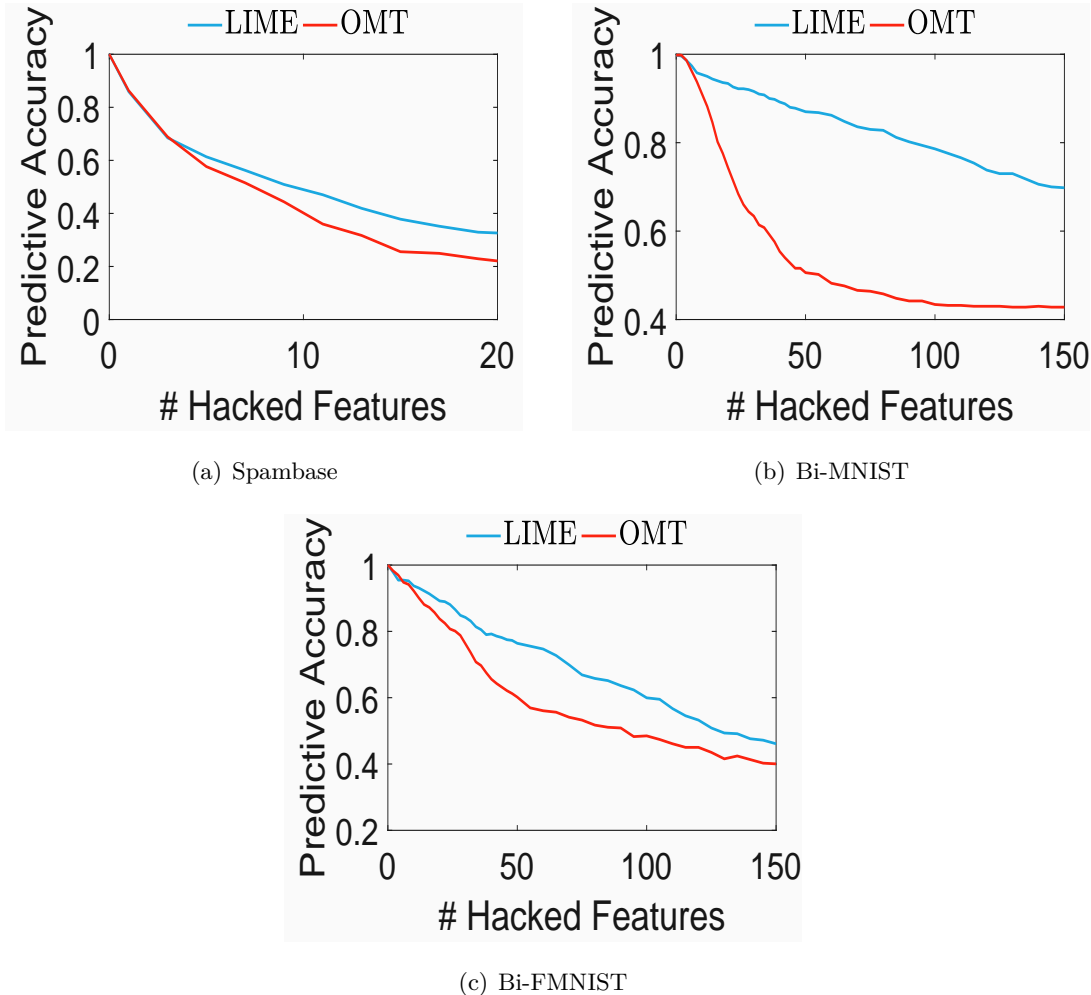 LIME OMT
Predictive Accuracy
1
0.8
0.6
0.4
0.2
0
0 10 20
# Hacked Features
(a) Spambase
LIME OMT
Predictive Accuracy
1
0.8
0.6
0.4
0 50 100 150
# Hacked Features
(b) Bi-MNIST
LIME OMT
Predictive Accuracy
1
0.8
0.6
0.4
0.2
0 50 100 150
# Hacked Features
(c) Bi-FMNIST